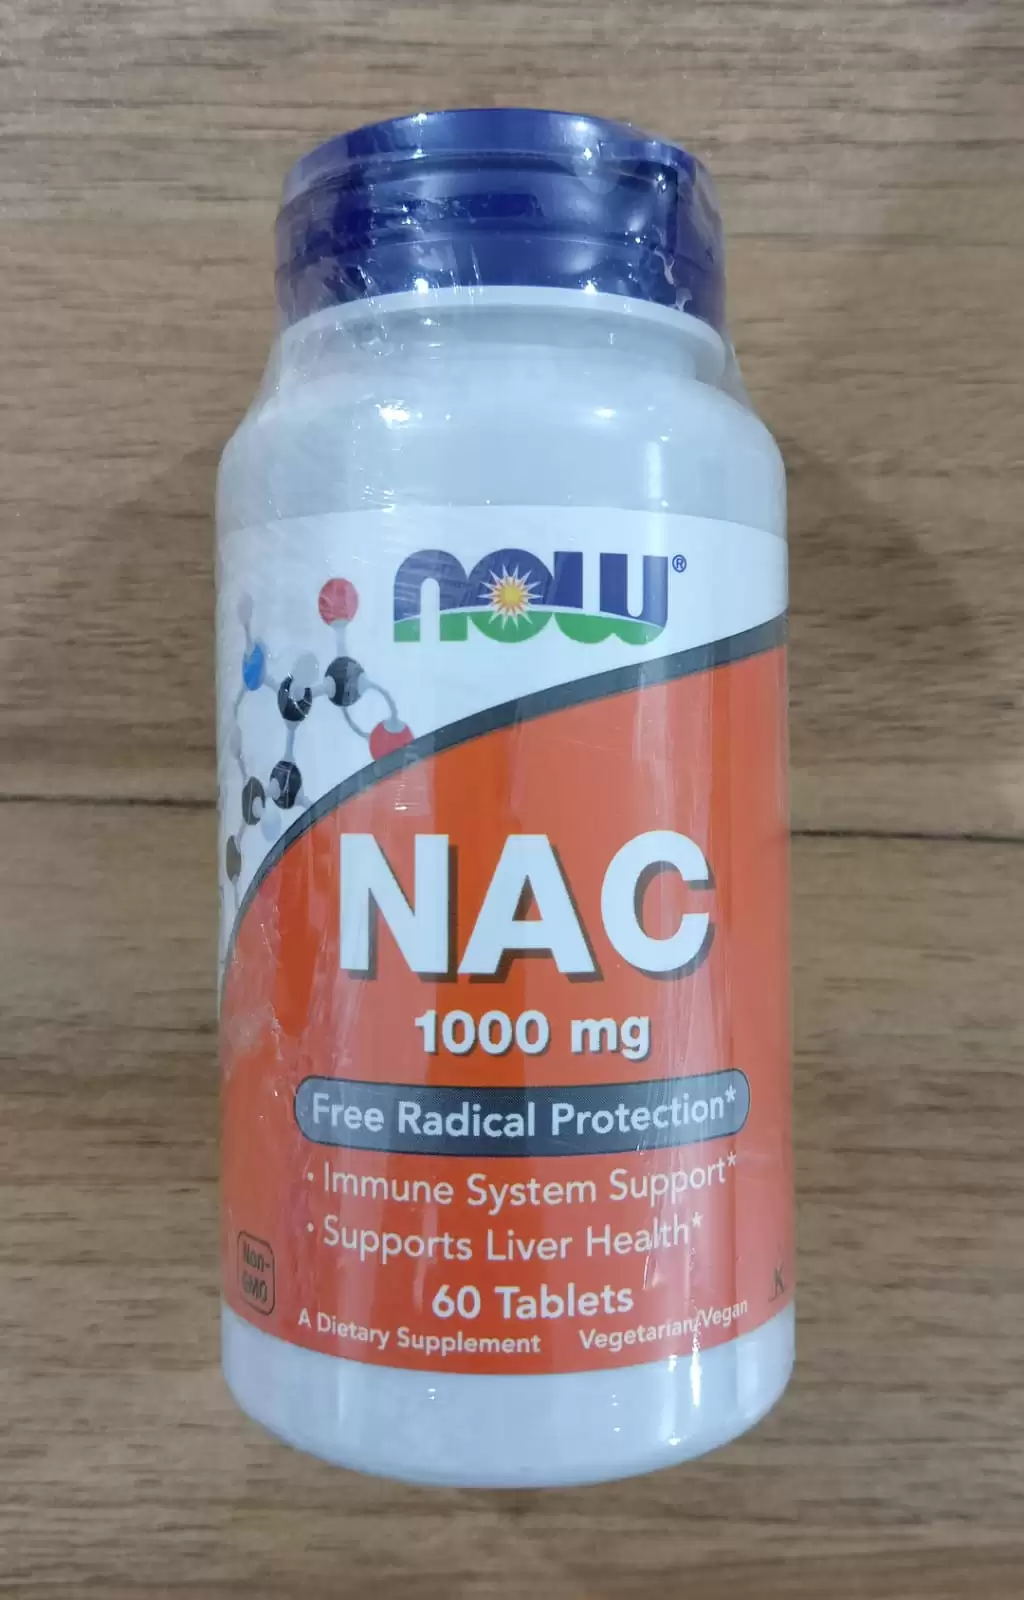 now®
NAC
1000 mg
Free Radical Protection*
• Immune System Support*
• Supports Liver Health*
Non-
GMO
60 Tablets
K
A Dietary Supplement Vegetarian/Vegan